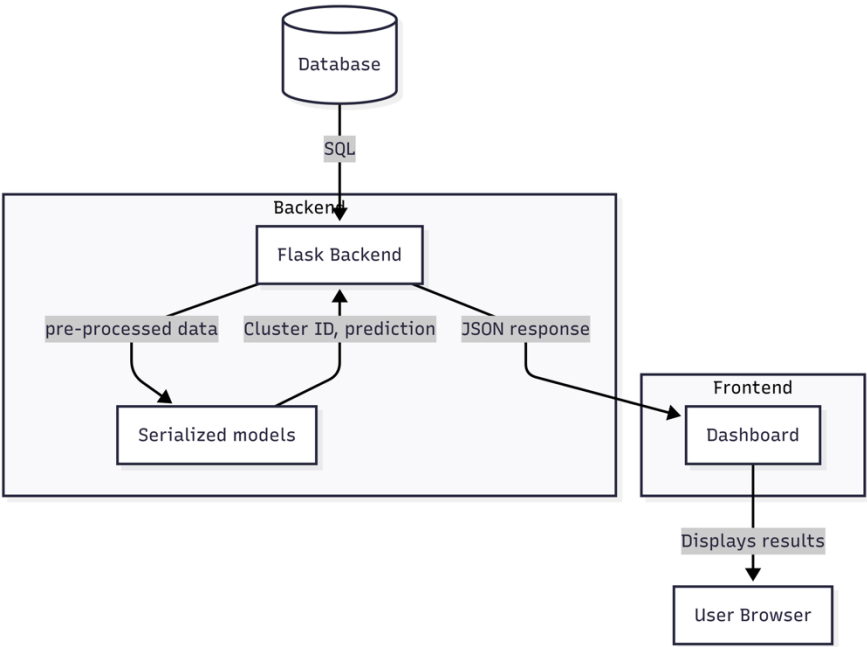 Database
SQL
Backend
Flask Backend
pre-processed data
Cluster ID, prediction
JSON response
Serialized models
Frontend
Dashboard
Displays results
User Browser